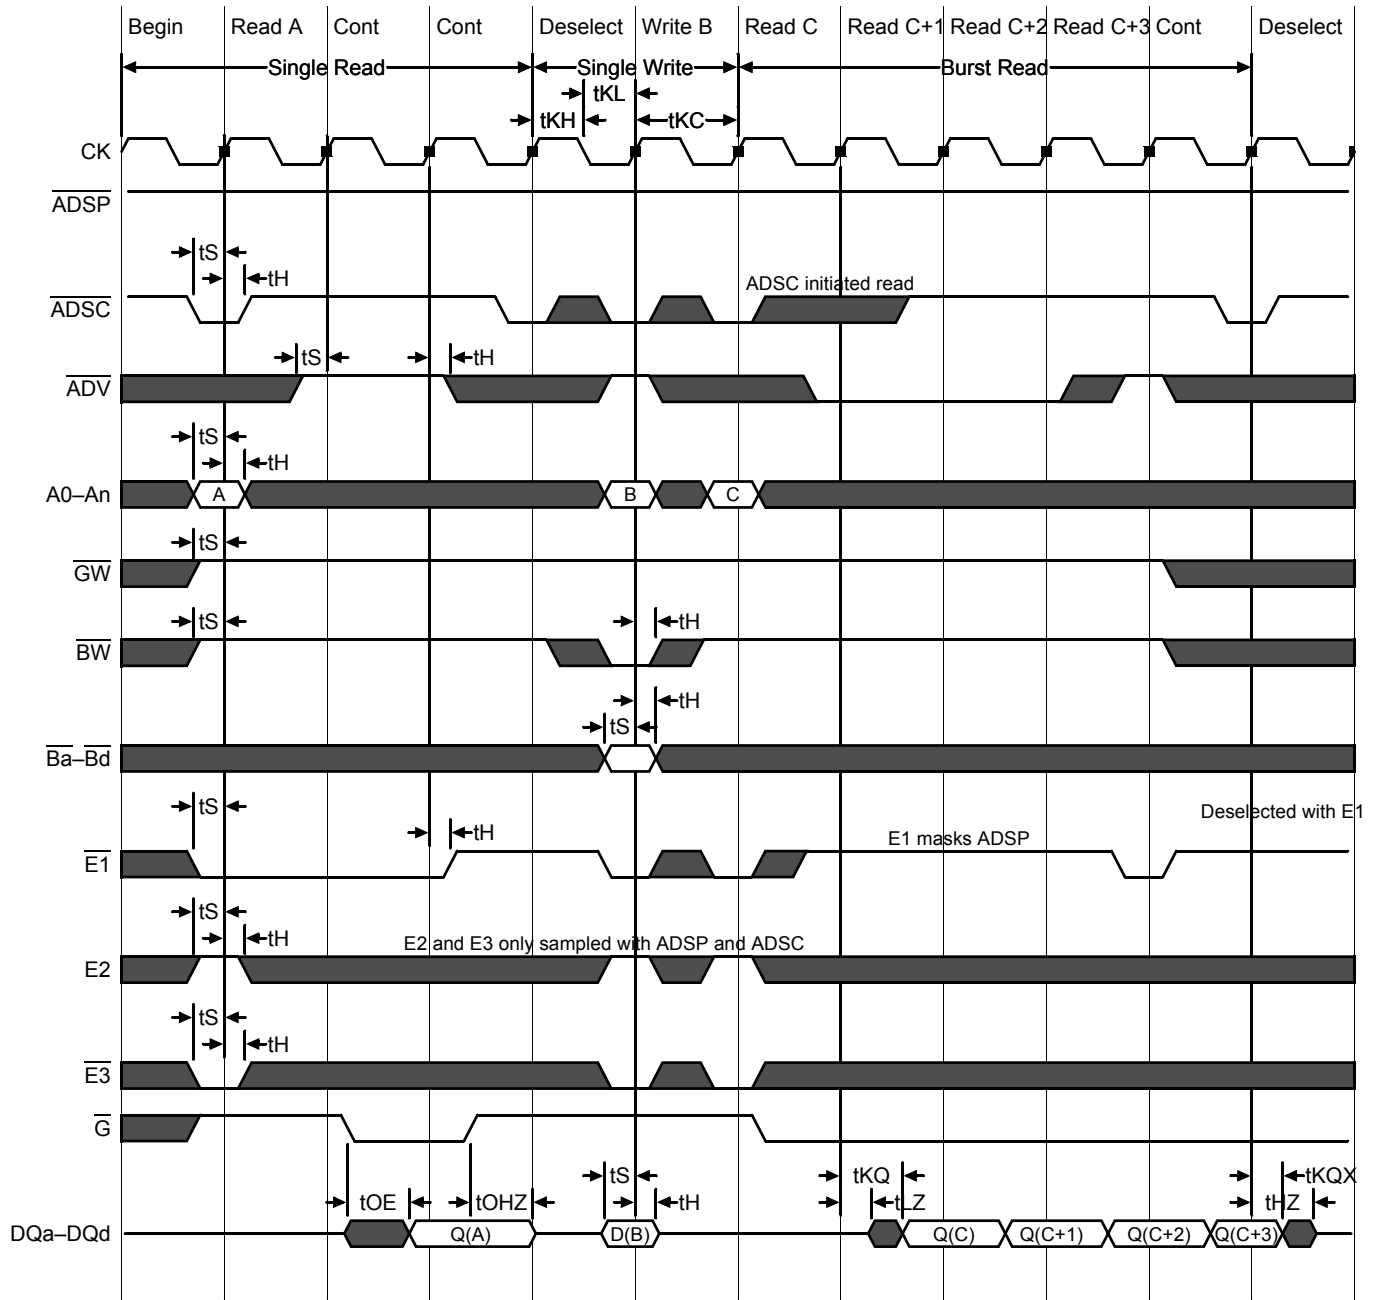 Begin Read A Cont Cont Deselect Write B Read C Read C+1 Read C+2 Read C+3 Cont Deselect
Single Read Single Write Burst Read
tKL
tKH tKC
CK
ADSP
tS
tH
ADSC initiated read
ADSC
tS tH
ADV
tS
tH
A0–An A B C
tS
GW
tS tH
BW
tH
tS
Ba–Bd
tS
Deselected with E1
tH
E1 masks ADSP
E1
tS
tH
E2 and E3 only sampled with ADSP and ADSC
E2
tS
tH
E3
G
tS tKQ tKQX
tOE tOHZ tH tLZ tHZ
DQa–DQd Q(A) D(B) Q(C) Q(C+1) Q(C+2) Q(C+3)